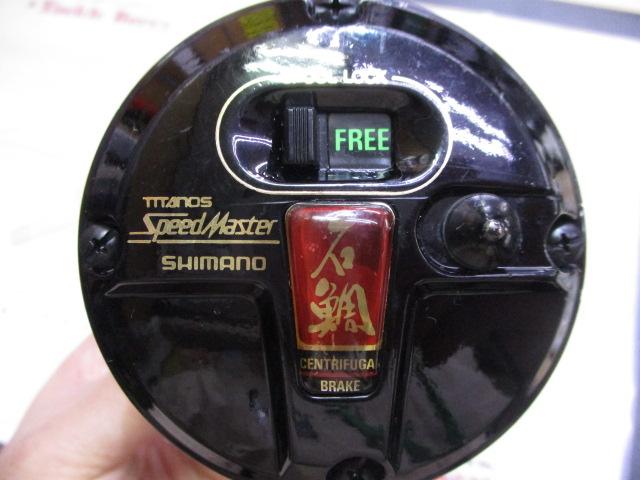 LOCK
FREE
TITANOS
SpeedMaster
SHIMANO
石鯛
CENTRIFUGAL
BRAKE